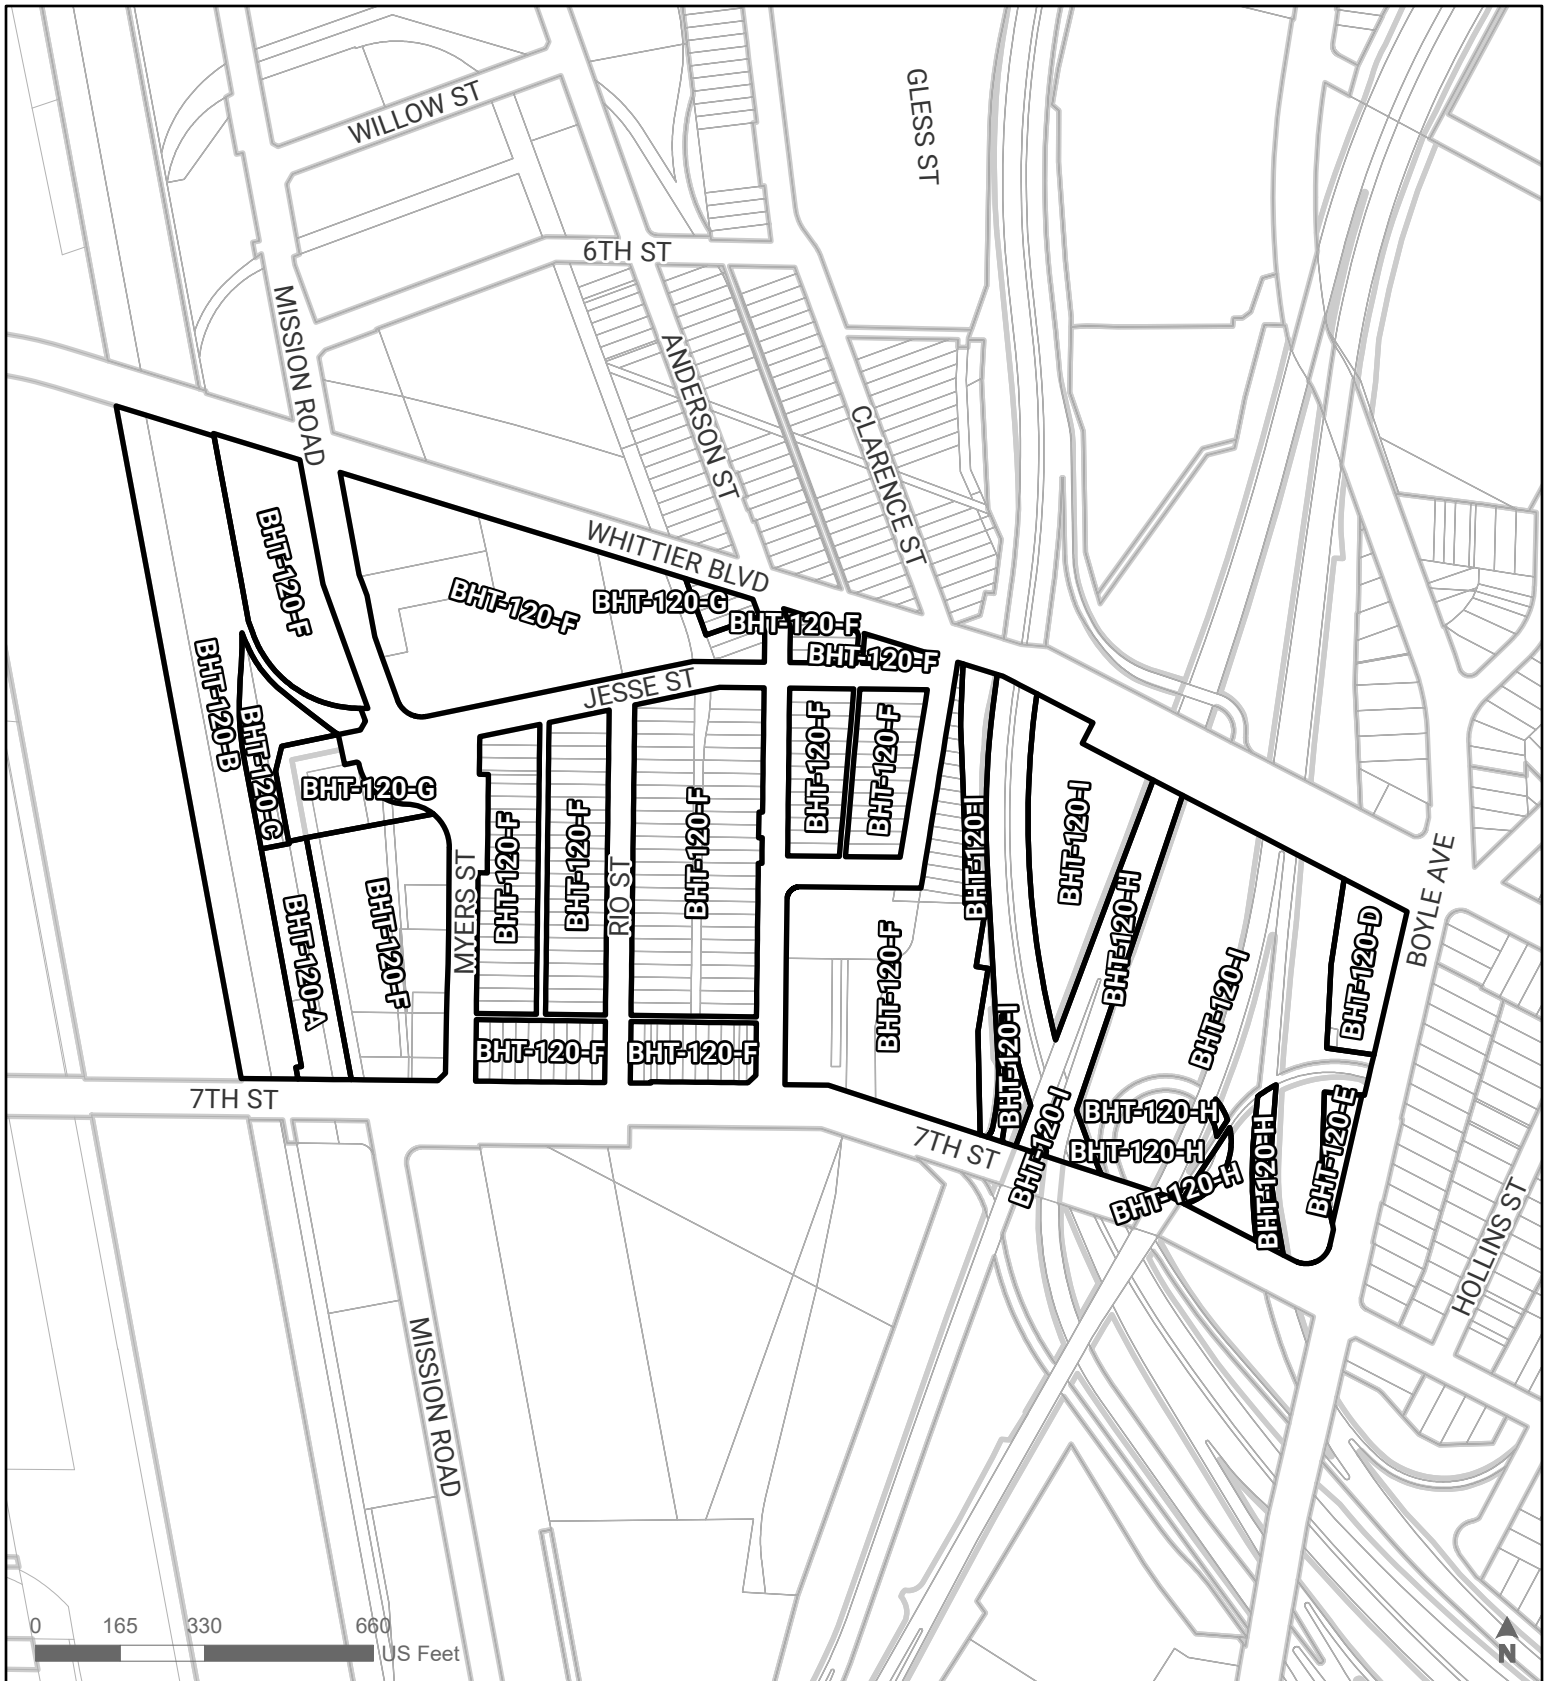 GLESS ST
WILLOW ST
6TH ST
MISSION ROAD
ANDERSON ST
CLARENCE ST
WHITTIER BLVD
BHT-120-F
BHT-120-F
BHT-120-G
BHT-120-F
BHT-120-F
BHT-120-B
JESSE ST
BHT-120-G
BHT-120-G
BHT-120-F
BHT-120-F
BHT-120-F
BHT-120-F
BHT-120-F
BHT-120-I
BHT-120-I
BHT-120-H
BOYLE AVE
MYERS ST
RIO ST
BHT-120-A
BHT-120-F
BHT-120-F
BHT-120-I
BHT-120-D
BHT-120-F
BHT-120-F
BHT-120-I
7TH ST
BHT-120-I
BHT-120-H
BHT-120-H
BHT-120-H
BHT-120-H
BHT-120-E
7TH ST
HOLLINS ST
MISSION ROAD
0 165 330 660
US Feet
N